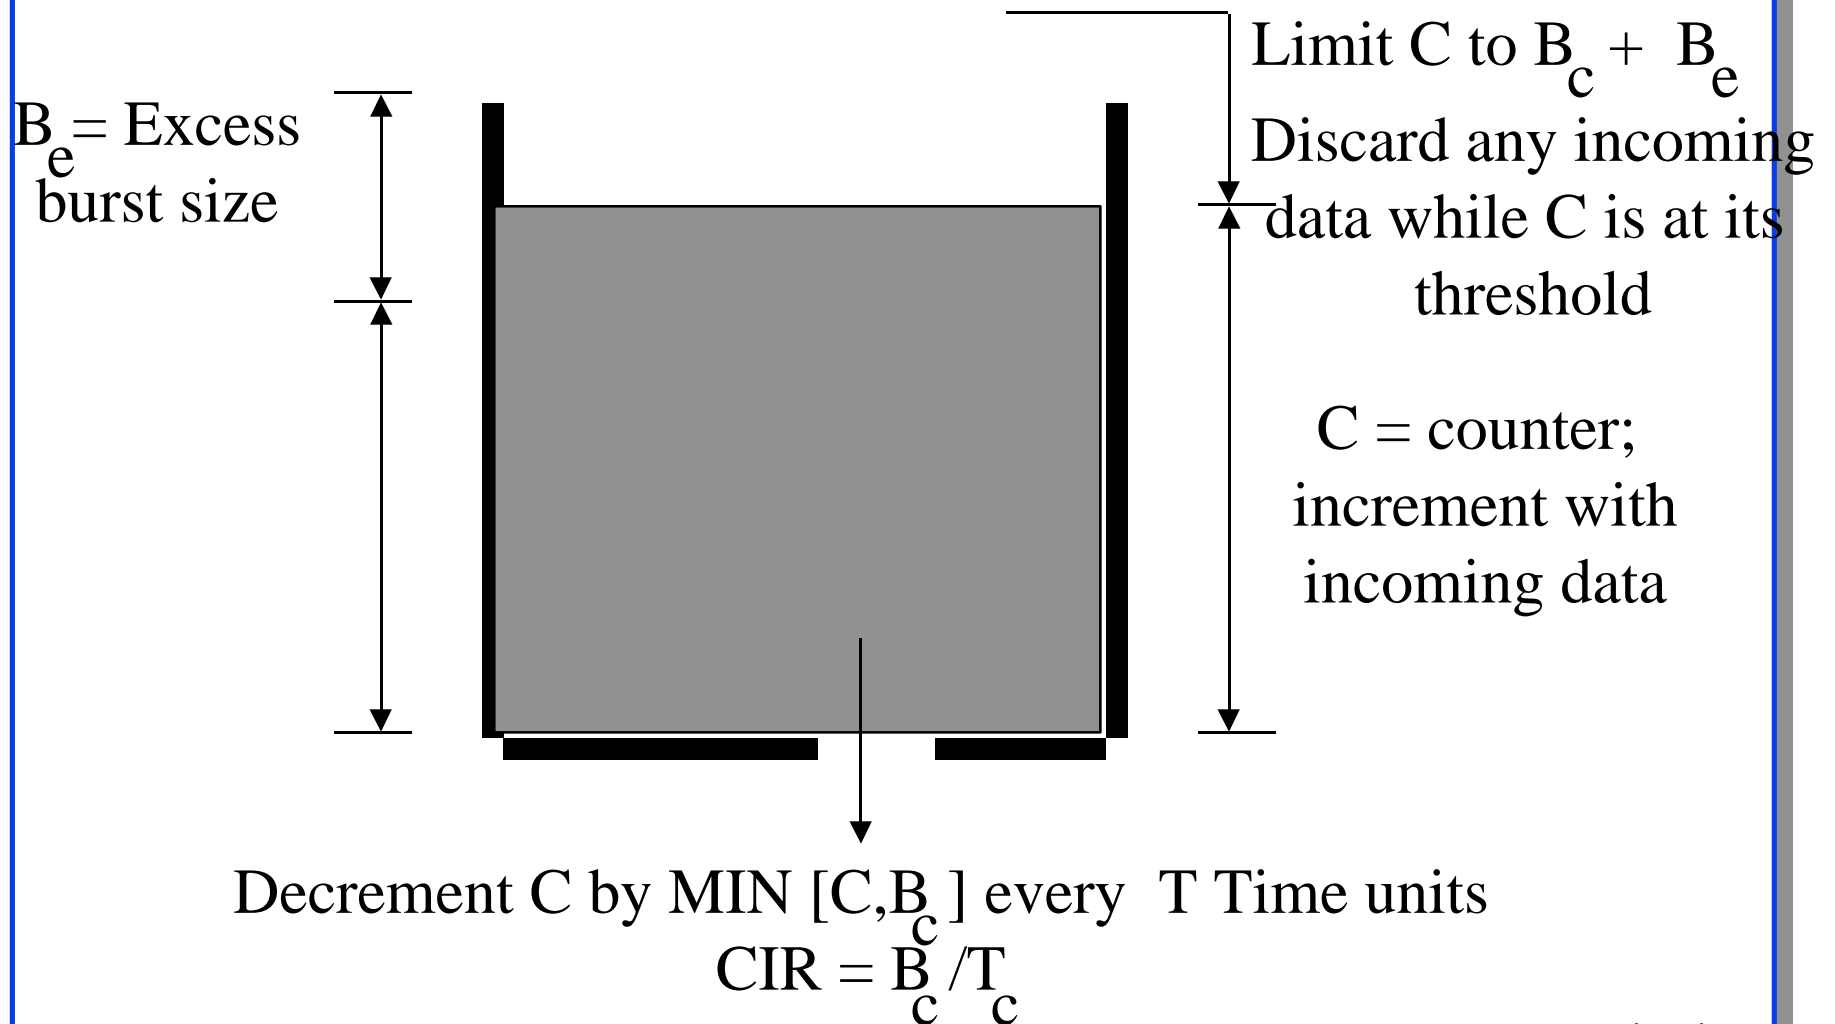 Limit C to Bc + Be
Be = Excess
burst size
Discard any incoming
data while C is at its
threshold
C = counter;
increment with
incoming data
Decrement C by MIN [C,Bc ] every T Time units
CIR = Bc /Tc